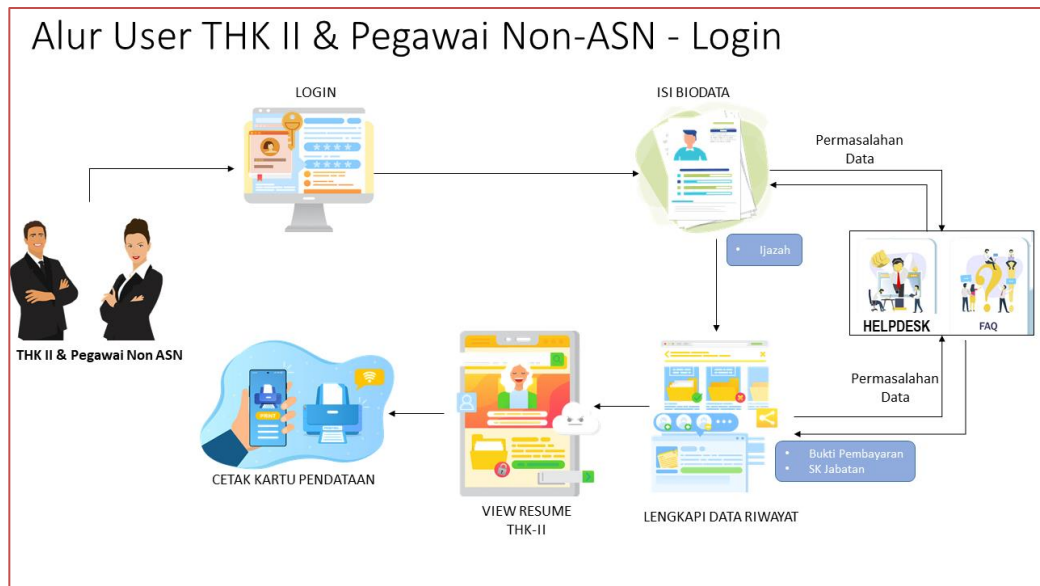 Alur User THK II & Pegawai Non-ASN - Login
LOGIN
ISI BIODATA
Permasalahan
Data
• Ijazah
HELPDESK
FAQ
THK II & Pegawai Non ASN
Permasalahan
Data
• Bukti Pembayaran
• SK Jabatan
CETAK KARTU PENDATAAN
VIEW RESUME
THK-II
LENGKAPI DATA RIWAYAT